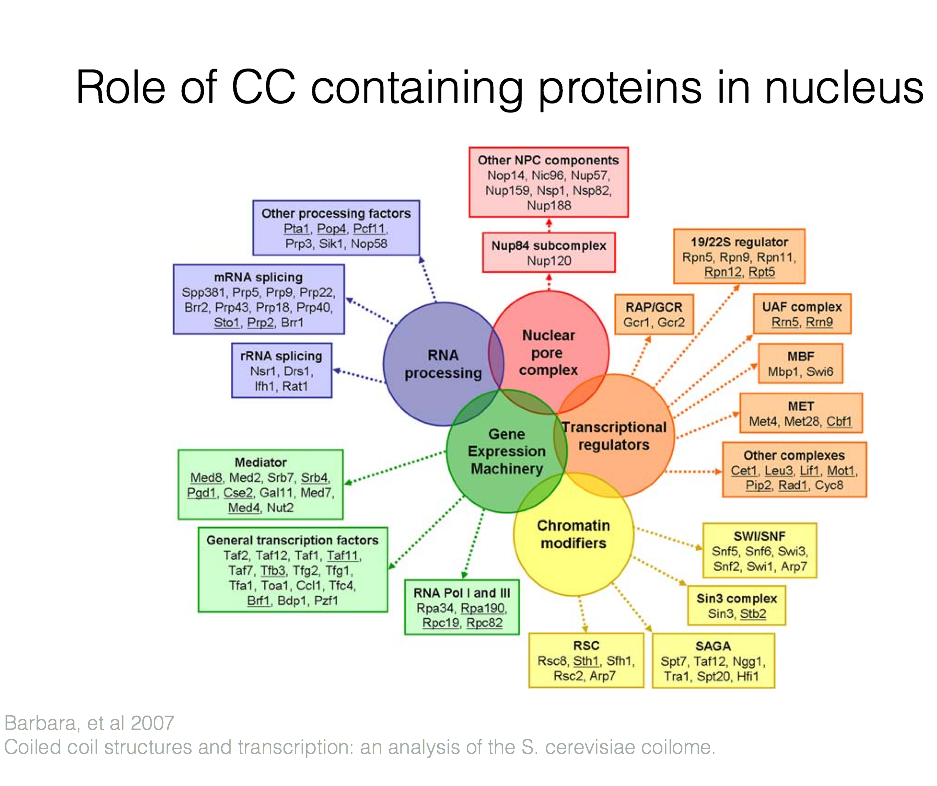 Role of CC containing proteins in nucleus
Other NPC components
Nop14, Nic96, Nup57,
Nup159, Nsp1, Nsp82,
Nup188
Nup84 subcomplex
Nup120
Other processing factors
Pta1, Pop4, Pcf11,
Prp3, Sik1, Nop58
mRNA splicing
Spp381, Prp5, Prp9, Prp22,
Brr2, Prp43, Prp18, Prp40,
Sto1, Prp2, Brr1
rRNA splicing
Nsr1, Drs1,
Ifh1, Rat1
19/22S regulator
Rpn5, Rpn9, Rpn11,
Rpn12, Rpt5
RAP/GCR
Gcr1, Gcr2
UAF complex
Rrn5, Rrn9
MBF
Mbp1, Swi6
MET
Met4, Met28, Cbf1
Other complexes
Cet1, Leu3, Lif1, Mot1,
Pip2, Rad1, Cyc8
RNA
processing
Nuclear
pore
complex
Transcriptional
regulators
Gene
Expression
Machinery
Chromatin
modifiers
Mediator
Med8, Med2, Srb7, Srb4,
Pgd1, Cse2, Gal11, Med7,
Med4, Nut2
General transcription factors
Taf2, Taf12, Taf1, Taf11,
Taf7, Tfb3, Tfg2, Tfg1,
Tfa1, Toa1, Ccl1, Tfc4,
Brf1, Bdp1, Pzf1
RNA Pol I and III
Rpa34, Rpa190,
Rpc19, Rpc82
SWI/SNF
Snf5, Snf6, Swi3,
Snf2, Swi1, Arp7
Sin3 complex
Sin3, Stb2
RSC
Rsc8, Sth1, Sfh1,
Rsc2, Arp7
SAGA
Spt7, Taf12, Ngg1,
Tra1, Spt20, Hfi1
Barbara, et al 2007
Coiled coil structures and transcription: an analysis of the S. cerevisiae coilome.